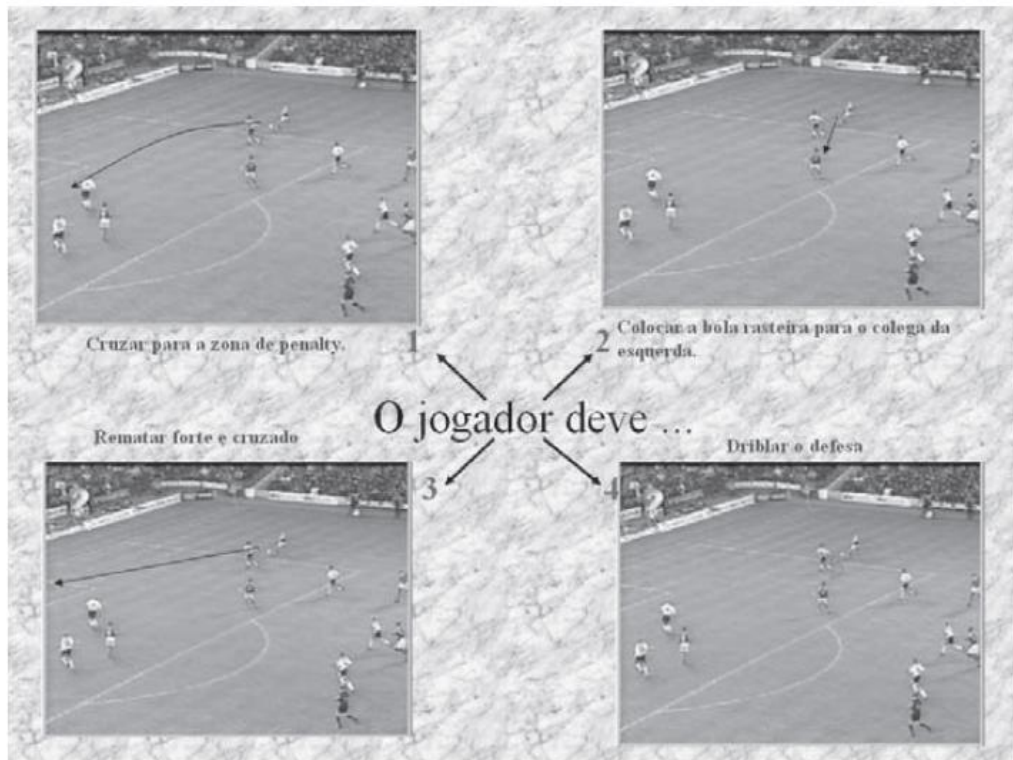 Cruzar para a zona de penalty.
1
2
Colocar a bola rasteira para o colega da
esquerda.
O jogador deve ...
Rematar forte e cruzado
3
4
Driblar o defesa